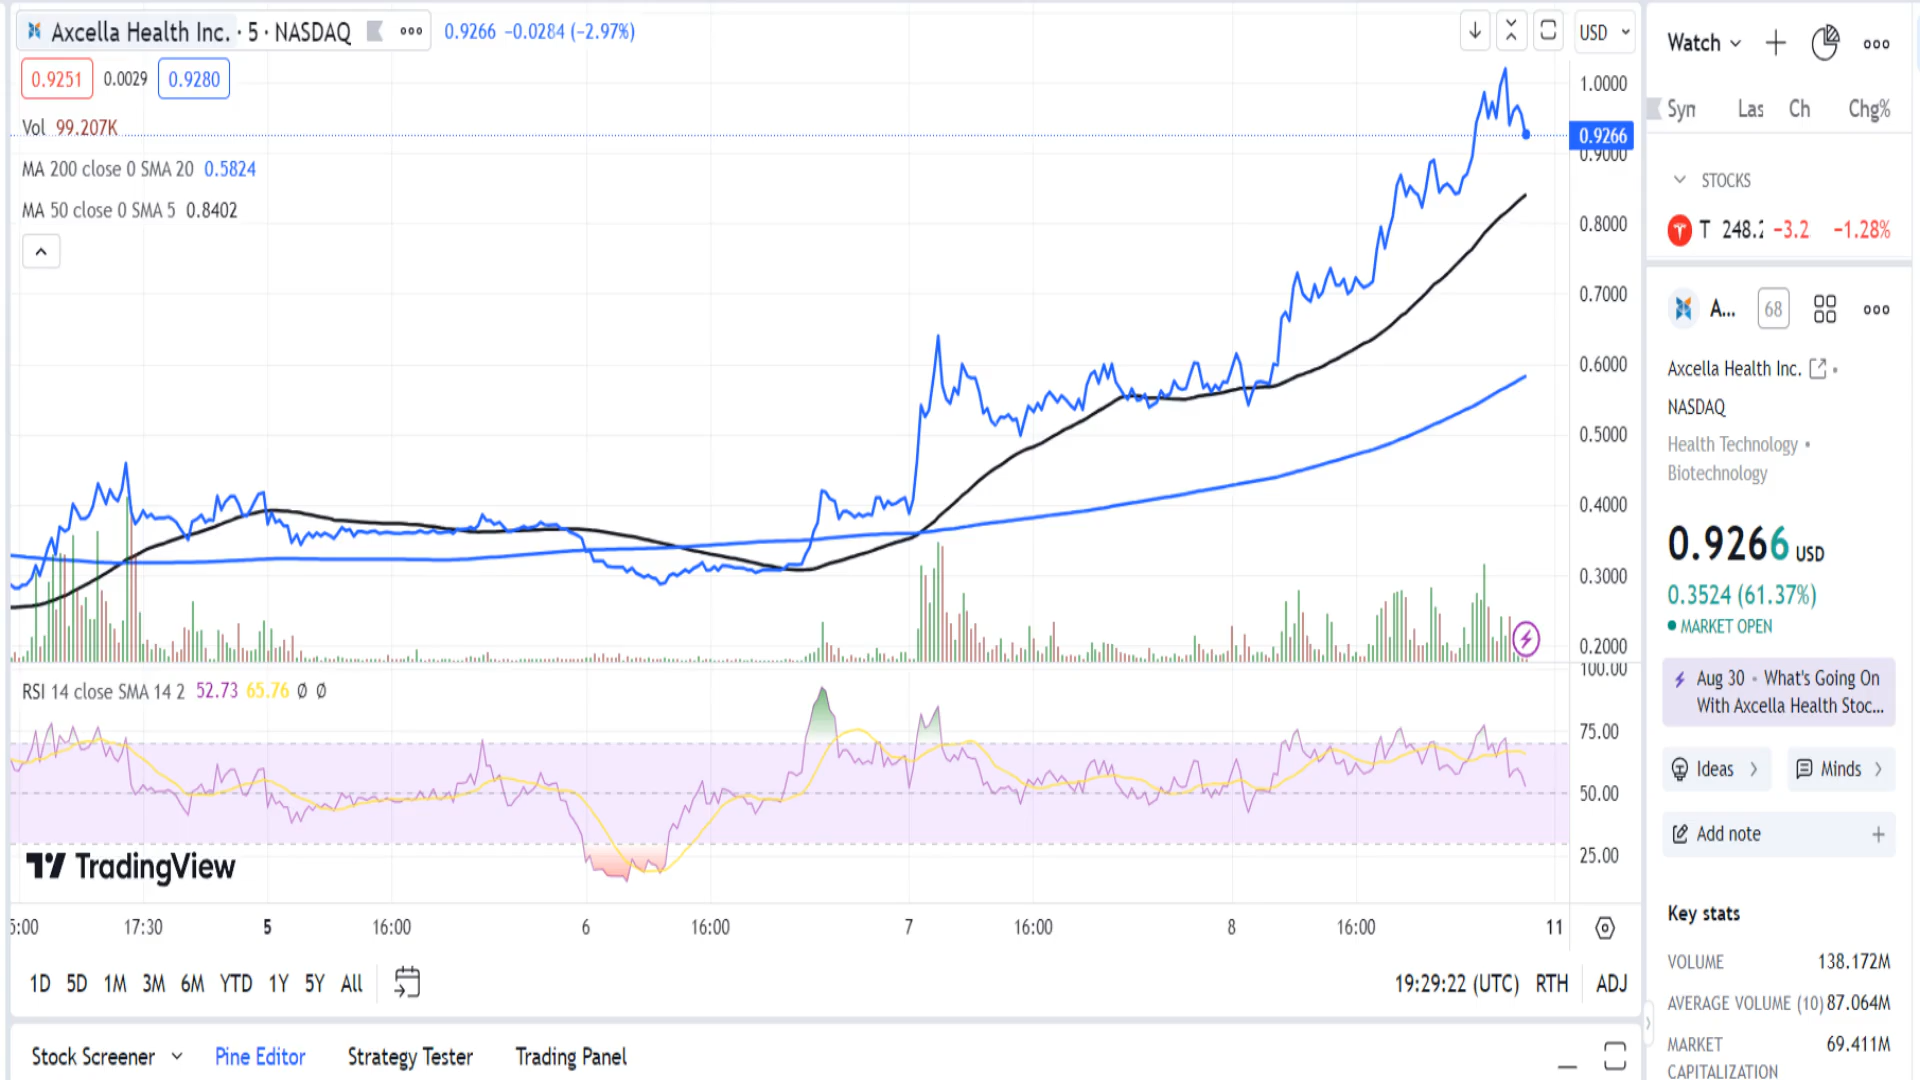 Axcella Health Inc. · 5 · NASDAQ
0.9266 −0.0284 (−2.97%)
USD
0.9251 0.0029 0.9280
Vol 99.207K
MA 200 close 0 SMA 20 0.5824
MA 50 close 0 SMA 5 0.8402
1.0000
0.9266
0.9000
0.8000
0.7000
0.6000
0.5000
0.4000
0.3000
0.2000
100.00
RSI 14 close SMA 14 2 52.73 65.76 Ø Ø
75.00
50.00
25.00
TradingView
5:00 17:30 5 16:00 6 16:00 7 16:00 8 16:00 11
1D 5D 1M 3M 6M YTD 1Y 5Y All
19:29:22 (UTC) RTH ADJ
Stock Screener Pine Editor Strategy Tester Trading Panel
Watch
Syn Las Ch Chg%
STOCKS
T 248.2 −3.2 −1.28%
A... 68
Axcella Health Inc. •
NASDAQ
Health Technology •
Biotechnology
0.9266 USD
0.3524 (61.37%)
MARKET OPEN
Aug 30 • What's Going On
With Axcella Health Stoc...
Ideas Minds
Add note
Key stats
VOLUME 138.172M
AVERAGE VOLUME (10) 87.064M
MARKET 69.411M
CAPITALIZATION